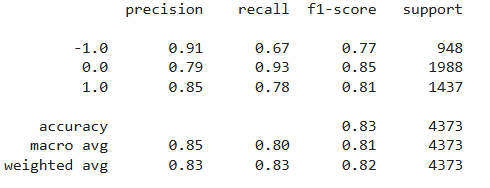 precision recall f1-score support
-1.0 0.91 0.67 0.77 948
0.0 0.79 0.93 0.85 1988
1.0 0.85 0.78 0.81 1437
accuracy 0.83 4373
macro avg 0.85 0.80 0.81 4373
weighted avg 0.83 0.83 0.82 4373